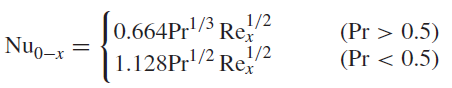 Nu₀₋ₓ = { 0.664Pr^{1/3} Reₓ^{1/2} (Pr > 0.5)
1.128Pr^{1/2} Reₓ^{1/2} (Pr < 0.5)